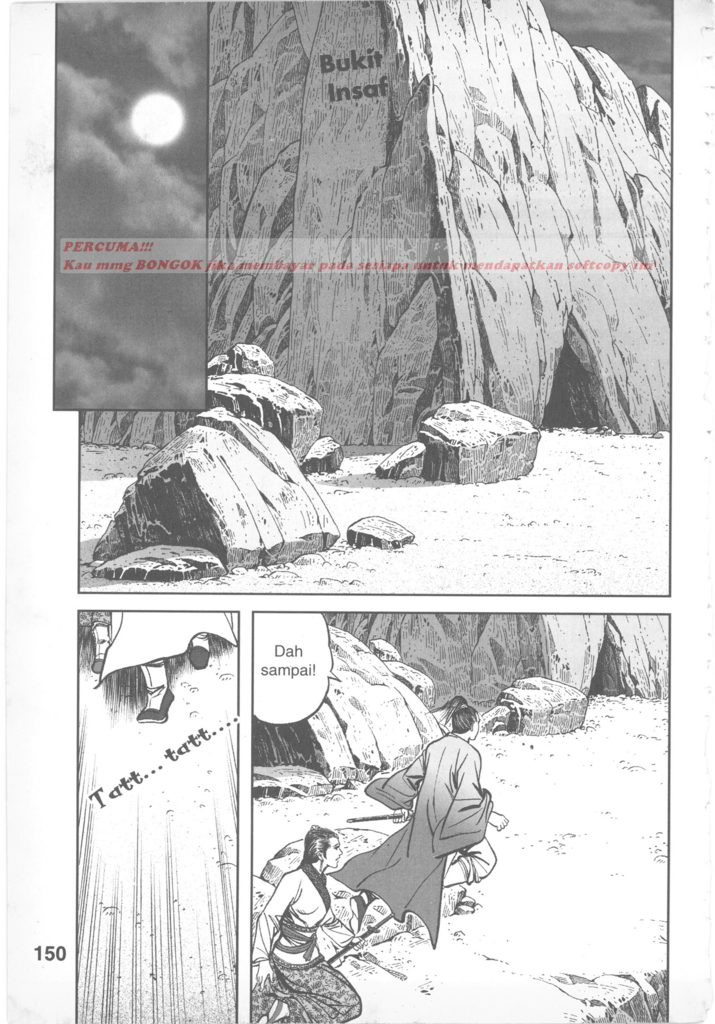 Bukit
Insaf
PERCUMA!!!
Kau mmg BONGOK jika membayar pada sesiapa untuk mendapatkan softcopy ini
Dah
sampai!
Tatt... tatt....
150